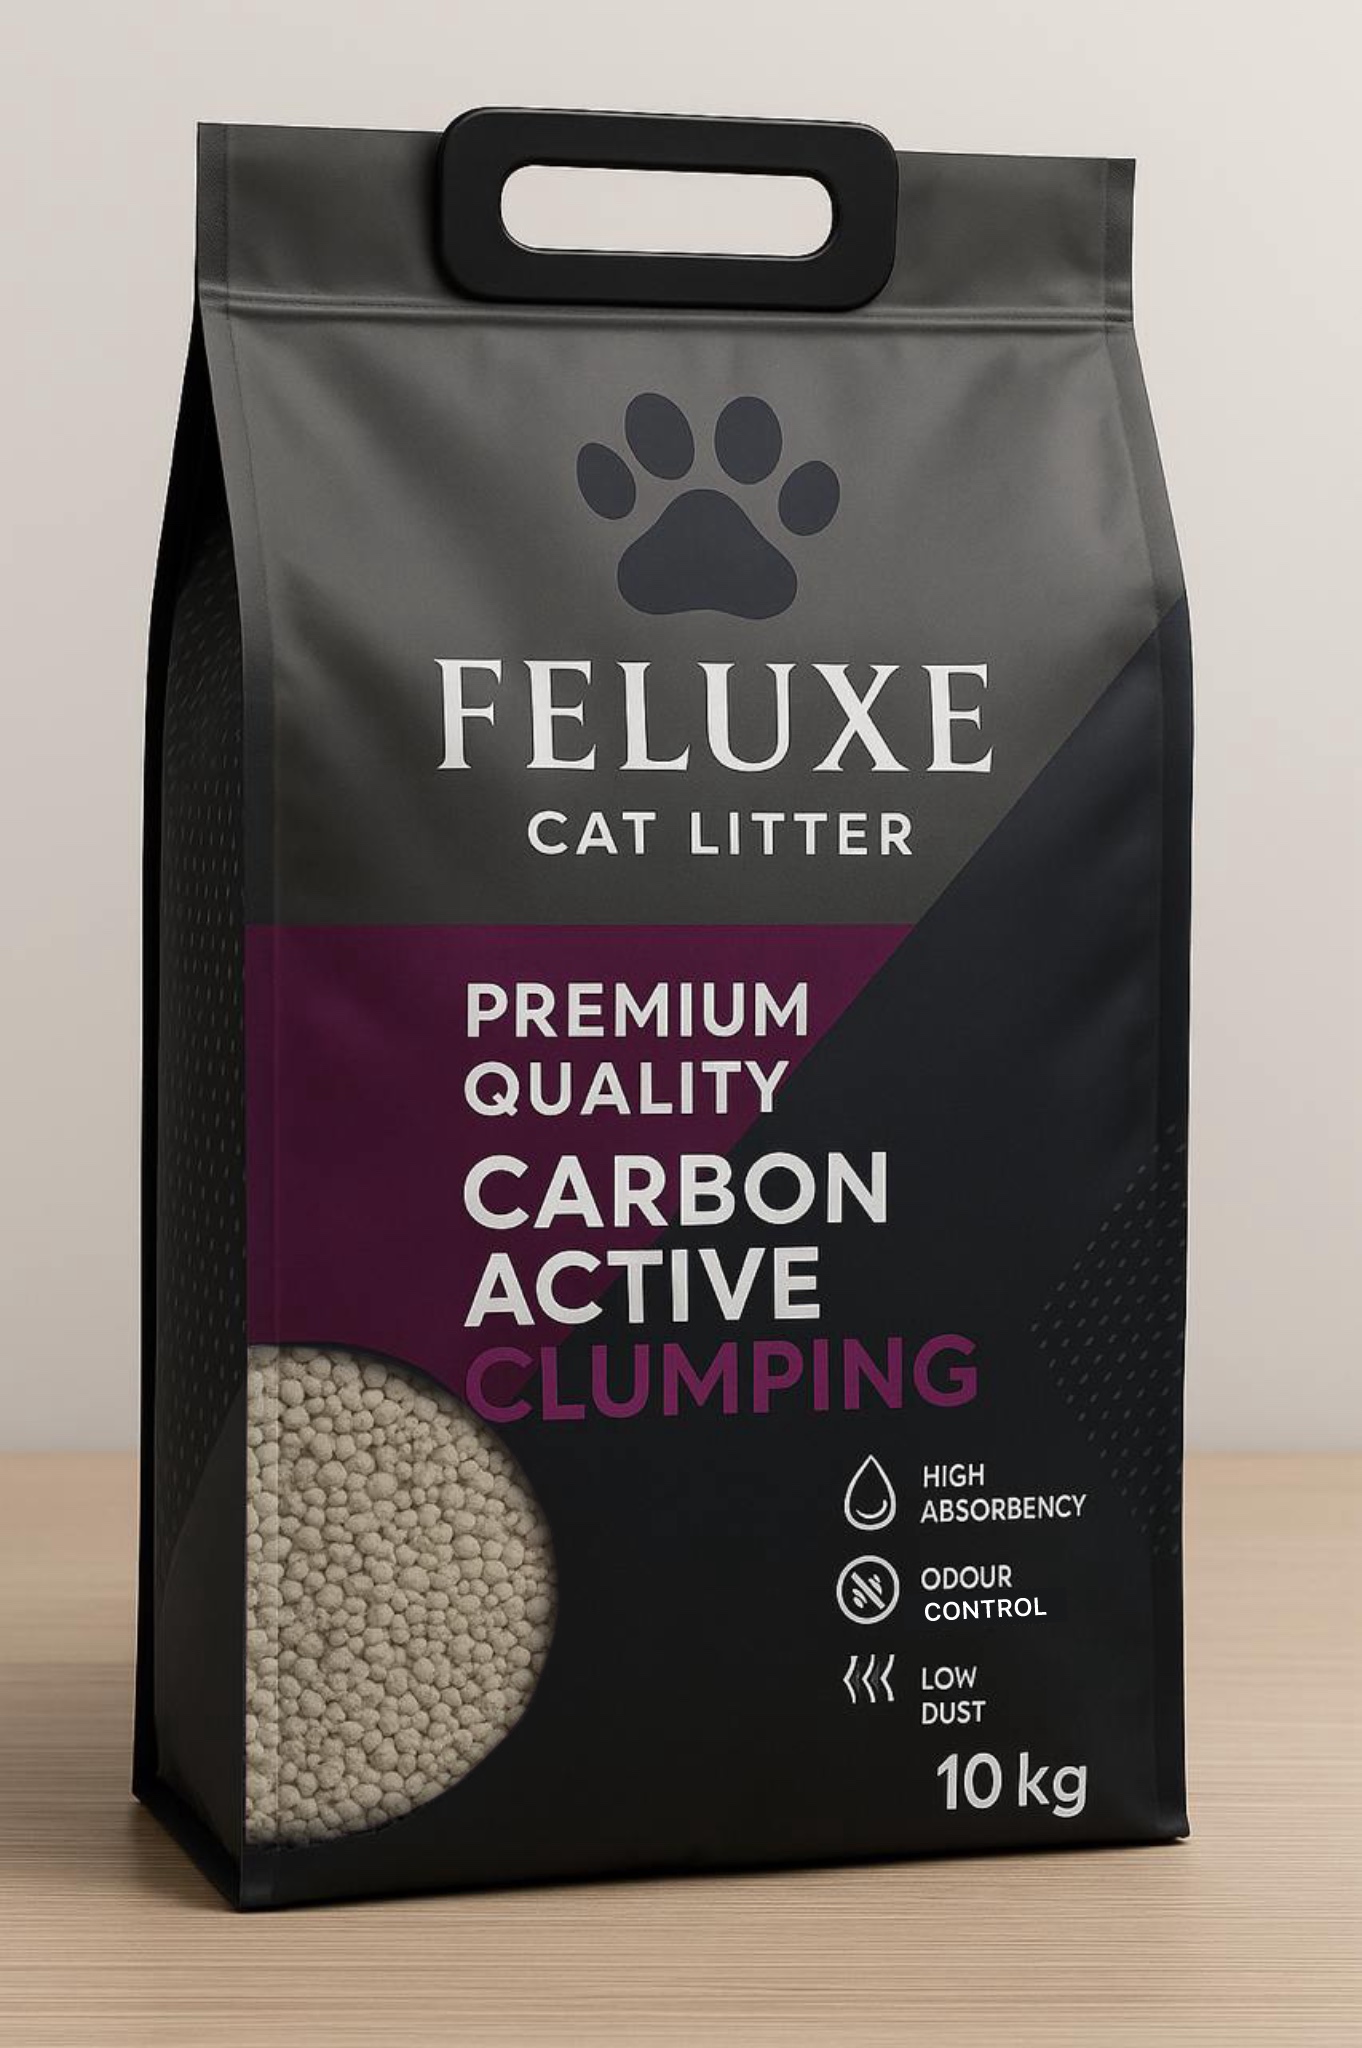 FELUXE
CAT LITTER
PREMIUM
QUALITY
CARBON
ACTIVE
CLUMPING
HIGH
ABSORBENCY
ODOUR
CONTROL
LOW
DUST
10 kg